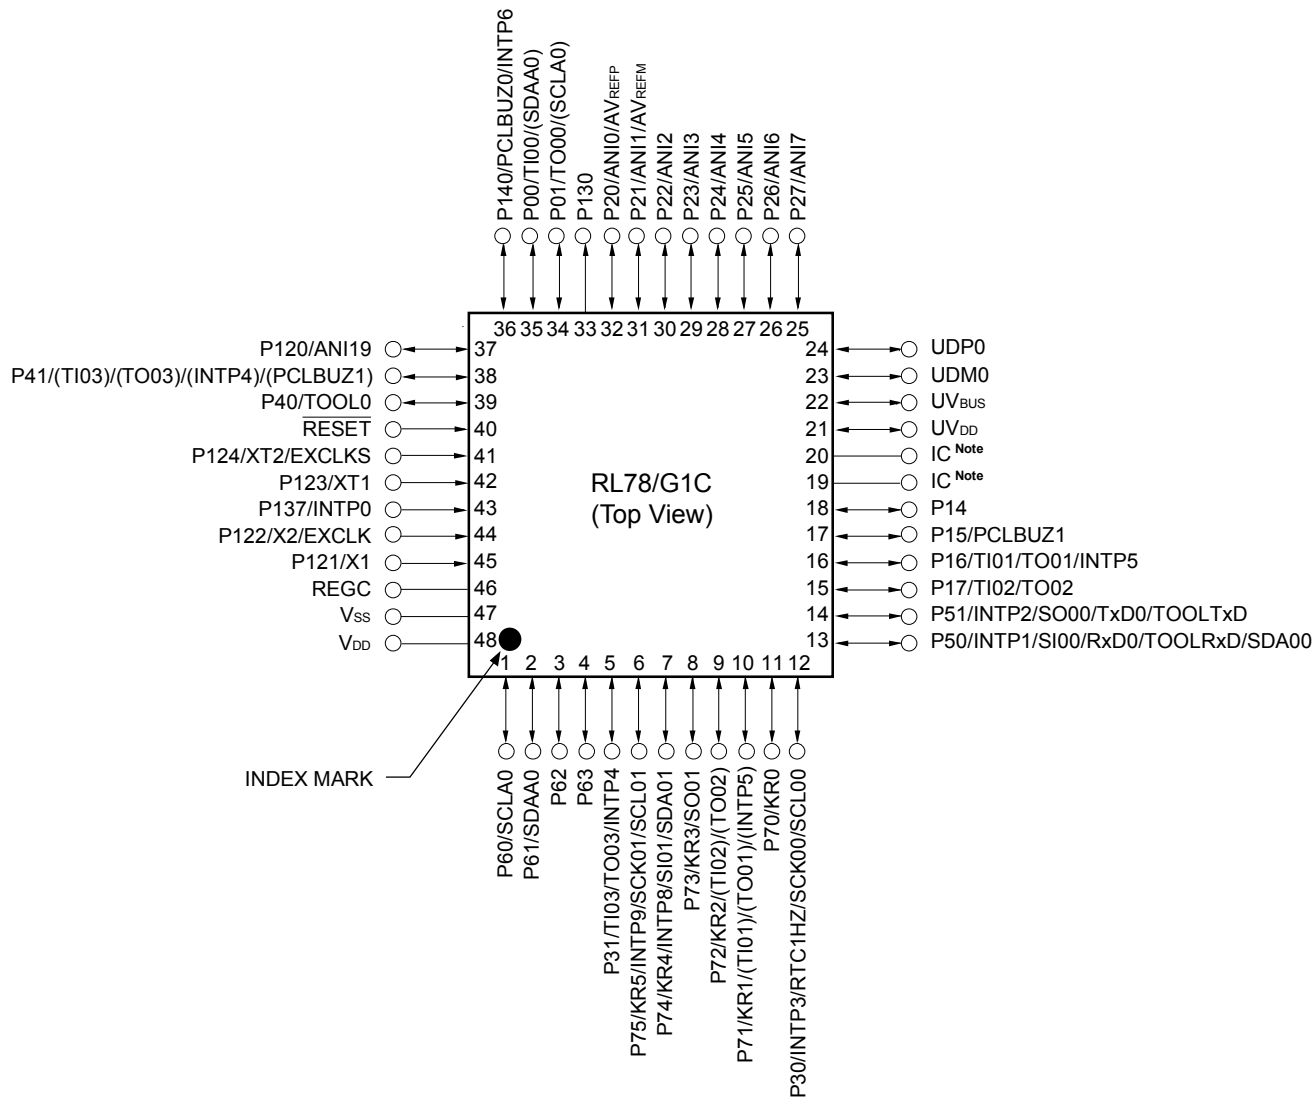 P140/PCLBUZ0/INTP6
P00/TI00/(SDAA0)
P01/TO00/(SCLA0)
P130
P20/ANI0/AVREFP
P21/ANI1/AVREFM
P22/ANI2
P23/ANI3
P24/ANI4
P25/ANI5
P26/ANI6
P27/ANI7
36 35 34 33 32 31 30 29 28 27 26 25
P120/ANI19 37
P41/(TI03)/(TO03)/(INTP4)/(PCLBUZ1) 38
P40/TOOL0 39
RESET 40
P124/XT2/EXCLKS 41
P123/XT1 42
P137/INTP0 43
P122/X2/EXCLK 44
P121/X1 45
REGC 46
VSS 47
VDD 48
RL78/G1C
(Top View)
24 UDP0
23 UDM0
22 UVBUS
21 UVDD
20 IC Note
19 IC Note
18 P14
17 P15/PCLBUZ1
16 P16/TI01/TO01/INTP5
15 P17/TI02/TO02
14 P51/INTP2/SO00/TxD0/TOOLTxD
13 P50/INTP1/SI00/RxD0/TOOLRxD/SDA00
1 2 3 4 5 6 7 8 9 10 11 12
INDEX MARK
P60/SCLA0
P61/SDAA0
P62
P63
P31/TI03/TO03/INTP4
P75/KR5/INTP9/SCK01/SCL01
P74/KR4/INTP8/SI01/SDA01
P73/KR3/SO01
P72/KR2/(TI02)/(TO02)
P71/KR1/(TI01)/(TO01)/(INTP5)
P70/KR0
P30/INTP3/RTC1HZ/SCK00/SCL00